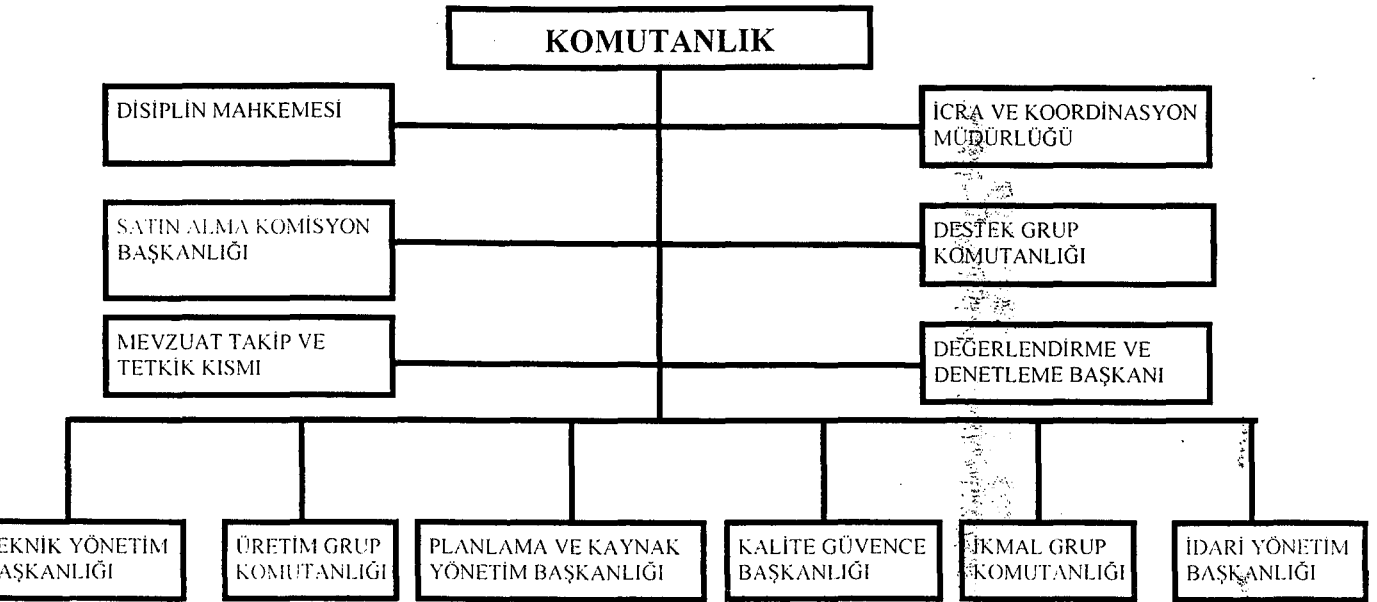 KOMUTANLIK
DİSİPLİN MAHKEMESİ
İCRA VE KOORDİNASYON
MÜDÜRLÜĞÜ
SATIN ALMA KOMİSYON
BAŞKANLIĞI
DESTEK GRUP
KOMUTANLIĞI
MEVZUAT TAKİP VE
TETKİK KISMI
DEĞERLENDİRME VE
DENETLEME BAŞKANI
EKNİK YÖNETİM
AŞKANLIĞI
ÜRETİM GRUP
KOMUTANLIĞI
PLANLAMA VE KAYNAK
YÖNETİM BAŞKANLIĞI
KALİTE GÜVENCE
BAŞKANLIĞI
İKMAL GRUP
KOMUTANLIĞI
İDARİ YÖNETİM
BAŞKANLIĞI